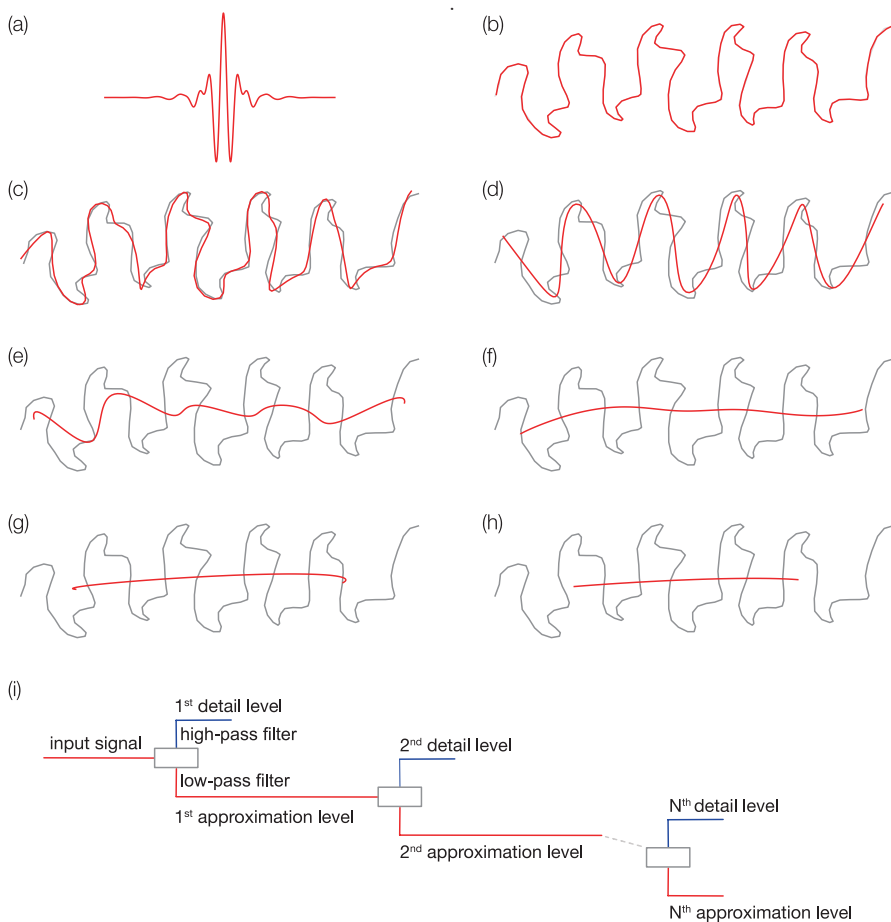 (a)
(b)
(c)
(d)
(e)
(f)
(g)
(h)
(i)
1st detail level
input signal
high-pass filter
2nd detail level
low-pass filter
1st approximation level
Nth detail level
2nd approximation level
Nth approximation level